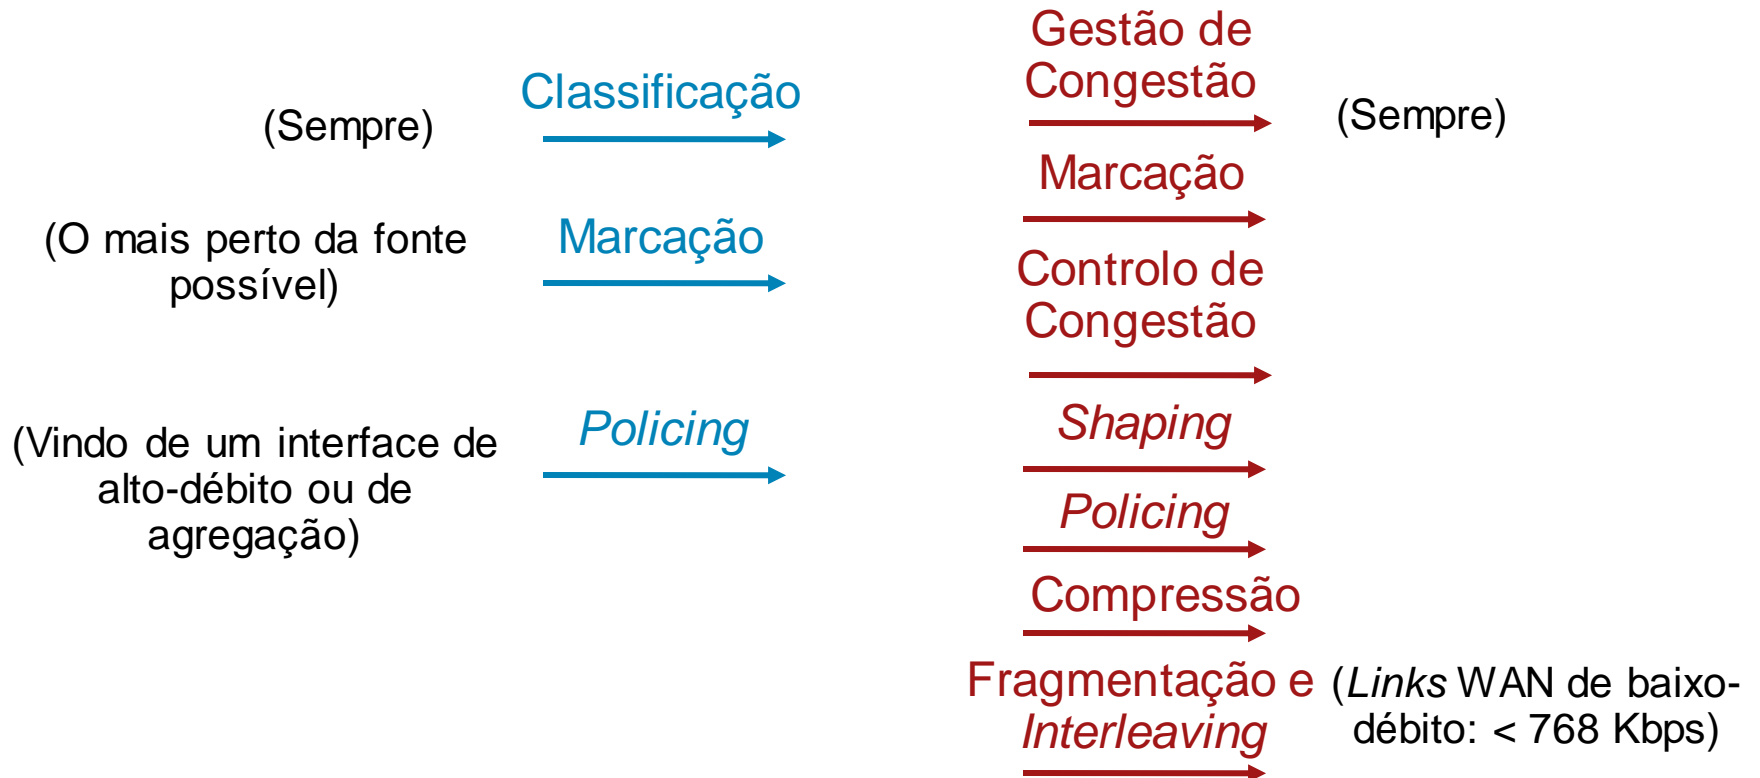 (Sempre)
Classificação
(O mais perto da fonte
possível)
Marcação
(Vindo de um interface de
alto-débito ou de
agregação)
Policing
Gestão de
Congestão
(Sempre)
Marcação
Controlo de
Congestão
Shaping
Policing
Compressão
Fragmentação e
Interleaving
(Links WAN de baixo-
débito: < 768 Kbps)